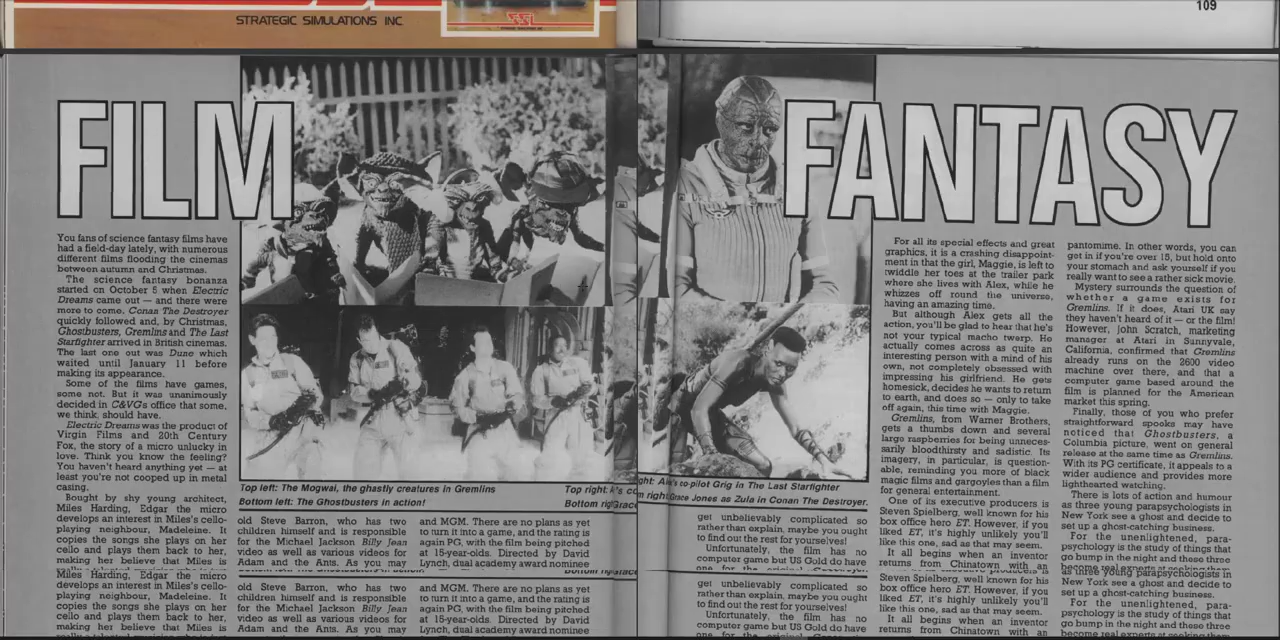 STRATEGIC SIMULATIONS INC
109
FILM FANTASY
You fans of science fantasy films have
had a field-day lately, with numerous
different films flooding the cinemas
between autumn and Christmas.
The science fantasy bonanza
started on October 5 when Electric
Dreams came out — and there were
more to come. Conan The Destroyer
quickly followed and, by Christmas,
Ghostbusters, Gremlins and The Last
Starfighter arrived in British cinemas.
The last one out was Dune which
waited until January 11 before
making its appearance.
Some of the films have games,
some not. But it was unanimously
decided in C&VGs office that some,
we think, should have.
Electric Dreams was the product of
Virgin Films and 20th Century
Fox, the story of a micro unlucky in
love. Think you know the feeling?
You haven't heard anything yet — at
least you're not cooped up in metal
casing.
Bought by shy young architect,
Miles Harding, Edgar the micro
develops an interest in Miles's cello-
playing neighbour, Madeleine. It
copies the songs she plays on her
cello and plays them back to her,
making her believe that Miles is
Miles Harding, Edgar the micro
develops an interest in Miles's cello-
playing neighbour, Madeleine. It
copies the songs she plays on her
cello and plays them back to her,
making her believe that Miles is
Top left: The Mogwai, the ghastly creatures in Gremlins
Bottom left: The Ghostbusters in action!
Top right:
Bottom
co-pilot Grig in The Last Starfighter
Grace Jones as Zula in Conan The Destroyer.
old Steve Barron, who has two
children himself and is responsible
for the Michael Jackson Billy Jean
video as well as various videos for
Adam and the Ants. As you may
old Steve Barron, who has two
children himself and is responsible
for the Michael Jackson Billy Jean
video as well as various videos for
Adam and the Ants. As you may
and MGM. There are no plans as yet
to turn it into a game, and the rating is
again PG, with the film being pitched
at 15-year-olds. Directed by David
Lynch, dual academy award nominee
and MGM. There are no plans as yet
to turn it into a game, and the rating is
again PG, with the film being pitched
at 15-year-olds. Directed by David
Lynch, dual academy award nominee
get unbelievably complicated so
rather than explain, maybe you ought
to find out the rest for yourselves!
Unfortunately, the film has no
computer game but US Gold do have
get unbelievably complicated so
rather than explain, maybe you ought
to find out the rest for yourselves!
Unfortunately, the film has no
computer game but US Gold do have
For all its special effects and great
graphics, it is a crashing disappoint-
ment in that the girl, Maggie, is left to
twiddle her toes at the trailer park
where she lives with Alex, while he
whizzes off round the universe,
having an amazing time.
But although Alex gets all the
action, you'll be glad to hear that he's
not your typical macho twerp. He
actually comes across as quite an
interesting person with a mind of his
own, not completely obsessed with
impressing his girlfriend. He gets
homesick, decides he wants to return
to earth, and does so — only to take
off again, this time with Maggie.
Gremlins, from Warner Brothers,
gets a thumbs down and several
large raspberries for being unneces-
sarily bloodthirsty and sadistic. Its
imagery, in particular, is question-
able, reminding you more of black
magic films and gargoyles than a film
for general entertainment.
One of its executive producers is
Steven Spielberg, well known for his
box office hero ET. However, if you
liked ET, it's highly unlikely you'll
like this one, sad as that may seem.
It all begins when an inventor
returns from Chinatown with an
Steven Spielberg, well known for his
box office hero ET. However, if you
liked ET, it's highly unlikely you'll
like this one, sad as that may seem.
It all begins when an inventor
returns from Chinatown with an
pantomime. In other words, you can
get in if you're over 15, but hold onto
your stomach and ask yourself if you
really want to see a rather sick movie.
Mystery surrounds the question of
whether a game exists for
Gremlins. If it does, Atari UK say
they haven't heard of it — or the film!
However, John Scratch, marketing
manager at Atari in Sunnyvale,
California, confirmed that Gremlins
already runs on the 2600 video
machine over there, and that a
computer game based around the
film is planned for the American
market this spring.
Finally, those of you who prefer
straightforward spooks may have
noticed that Ghostbusters, a
Columbia picture, went on general
release at the same time as Gremlins.
With its PG certificate, it appeals to a
wider audience and provides more
lighthearted watching.
There is lots of action and humour
as three young parapsychologists in
New York see a ghost and decide to
set up a ghost-catching business.
For the unenlightened, para-
psychology is the study of things that
go bump in the night and these three
as three young parapsychologists in
New York see a ghost and decide to
set up a ghost-catching business.
For the unenlightened, para-
psychology is the study of things that
go bump in the night and these three